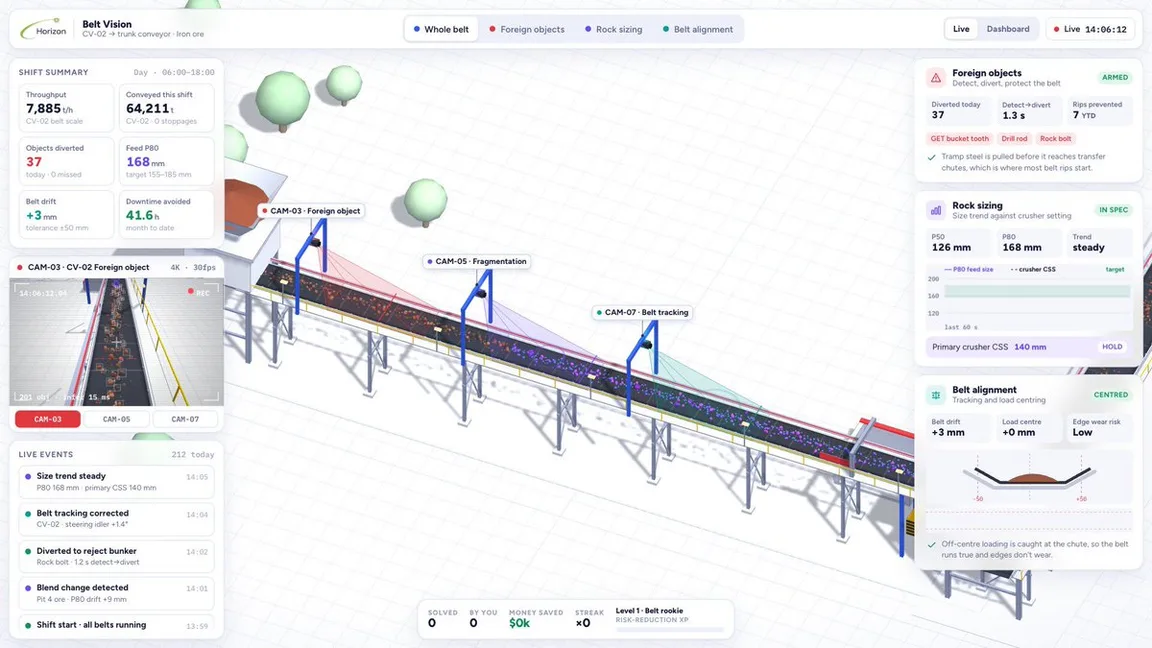 Horizon
Belt Vision
CV-02 → trunk conveyor · Iron ore
Whole belt
Foreign objects
Rock sizing
Belt alignment
Live
Dashboard
Live 14:06:12
SHIFT SUMMARY
Day · 06:00–18:00
Throughput
7,885 t/h
CV-02 belt scale
Conveyed this shift
64,211 t
CV-02 · 0 stoppages
Objects diverted
37
today · 0 missed
Feed P80
168 mm
target 155–185 mm
Belt drift
+3 mm
tolerance ±50 mm
Downtime avoided
41.6 h
month to date
CAM-03 · CV-02 Foreign object
4K · 30fps
14:06:12.04
REC
201 obj · infer 15 ms
CAM-03
CAM-05
CAM-07
LIVE EVENTS
212 today
Size trend steady
14:05
P80 168 mm · primary CSS 140 mm
Belt tracking corrected
14:04
CV-02 · steering idler +1.4°
Diverted to reject bunker
14:02
Rock bolt · 1.2 s detect→divert
Blend change detected
14:01
Pit 4 ore · P80 drift +9 mm
Shift start · all belts running
13:59
CAM-03 · Foreign object
CAM-05 · Fragmentation
CAM-07 · Belt tracking
SOLVED
0
BY YOU
0
MONEY SAVED
$0k
STREAK
×0
Level 1 · Belt rookie
RISK-REDUCTION XP
Foreign objects
Detect, divert, protect the belt
ARMED
Diverted today
37
Detect→divert
1.3 s
Rips prevented
7 YTD
GET bucket tooth
Drill rod
Rock bolt
Tramp steel is pulled before it reaches transfer
chutes, which is where most belt rips start.
Rock sizing
Size trend against crusher setting
IN SPEC
P50
126 mm
P80
168 mm
Trend
steady
P80 feed size
crusher CSS
target
200
160
120
last 60 s
Primary crusher CSS 140 mm
HOLD
Belt alignment
Tracking and load centring
CENTRED
Belt drift
+3 mm
Load centre
+0 mm
Edge wear risk
Low
-50
+50
Off-centre loading is caught at the chute, so the belt
runs true and edges don't wear.